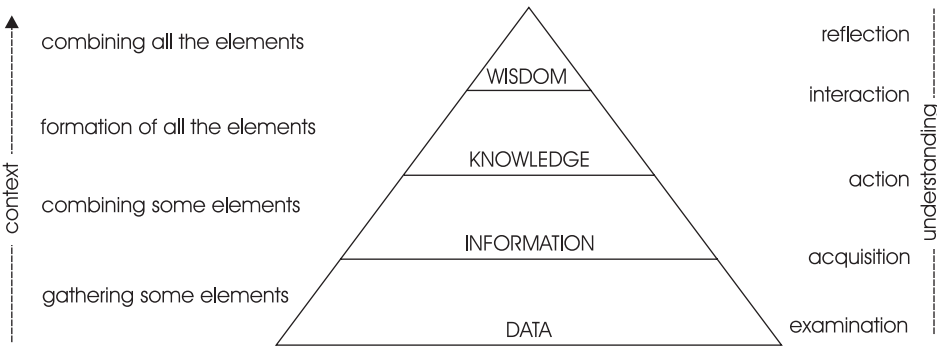 combining all the elements
reflection
WISDOM
interaction
formation of all the elements
KNOWLEDGE
action
combining some elements
INFORMATION
acquisition
gathering some elements
DATA
examination
context
understanding